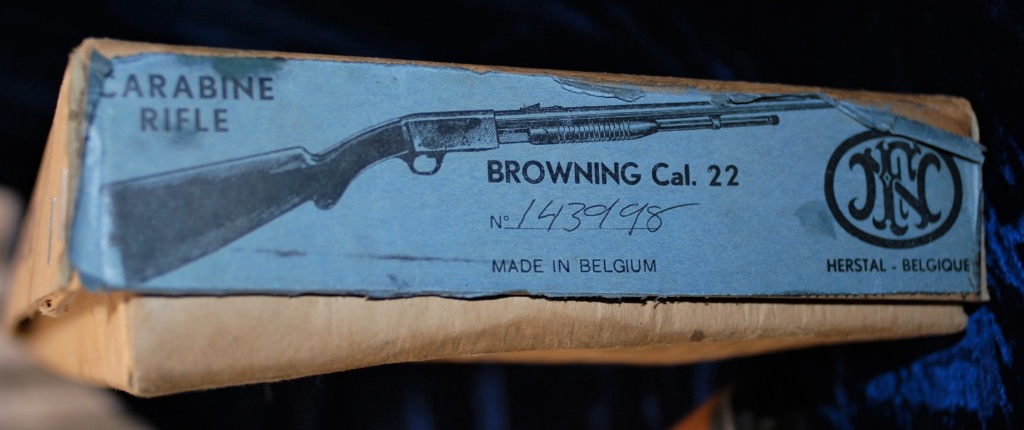 CARABINE
RIFLE
BROWNING Cal. 22
N° 143998
MADE IN BELGIUM
FN
HERSTAL - BELGIQUE